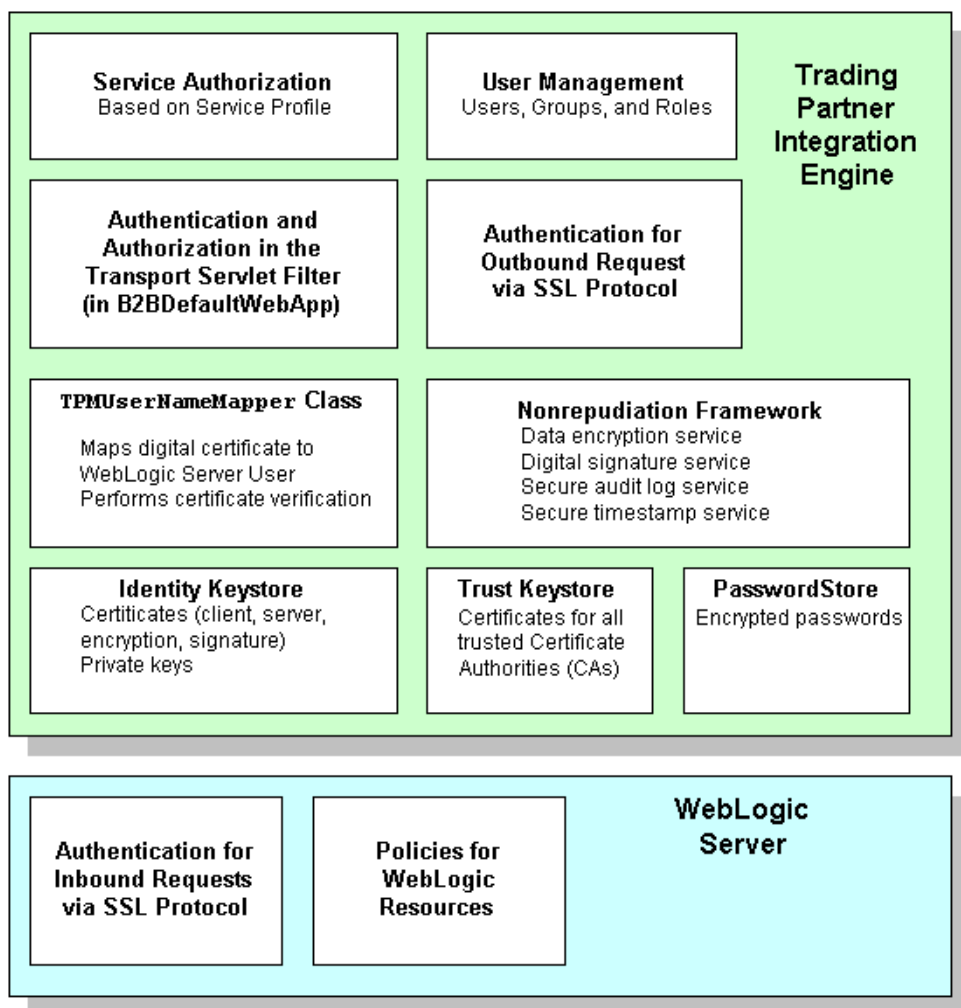 Service Authorization
Based on Service Profile
User Management
Users, Groups, and Roles
Trading
Partner
Integration
Engine
Authentication and
Authorization in the
Transport Servlet Filter
(in B2BDefaultWebApp)
Authentication for
Outbound Request
via SSL Protocol
TPMUserNameMapper Class
Maps digital certificate to
WebLogic Server User
Performs certificate verification
Nonrepudiation Framework
Data encryption service
Digital signature service
Secure audit log service
Secure timestamp service
Identity Keystore
Certiticates (client, server,
encryption, signature)
Private keys
Trust Keystore
Certificates for all
trusted Certificate
Authorities (CAs)
PasswordStore
Encrypted passwords
WebLogic
Server
Authentication for
Inbound Requests
via SSL Protocol
Policies for
WebLogic
Resources